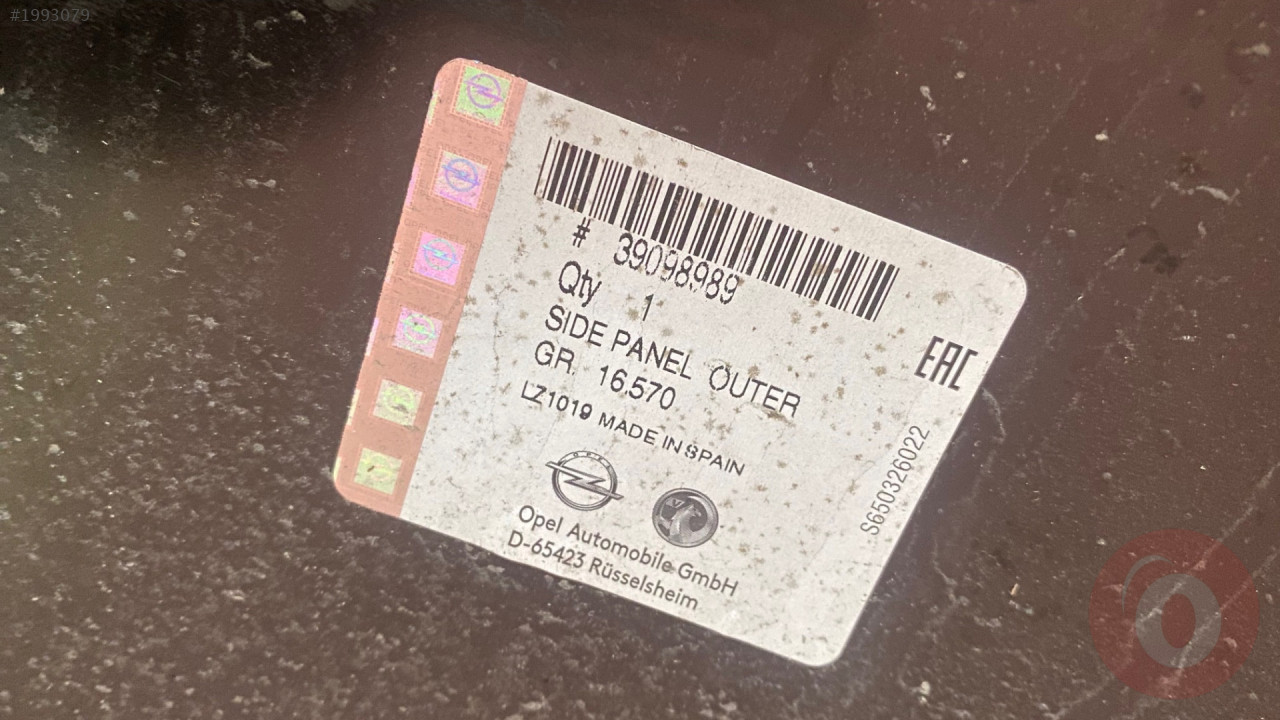 #1993079
# 39098989
Qty 1
SIDE PANEL OUTER
GR. 16.570
LZ1019 MADE IN SPAIN
EAC
S650326022
OPEL
V
Opel Automobile GmbH
D-65423 Rüsselsheim